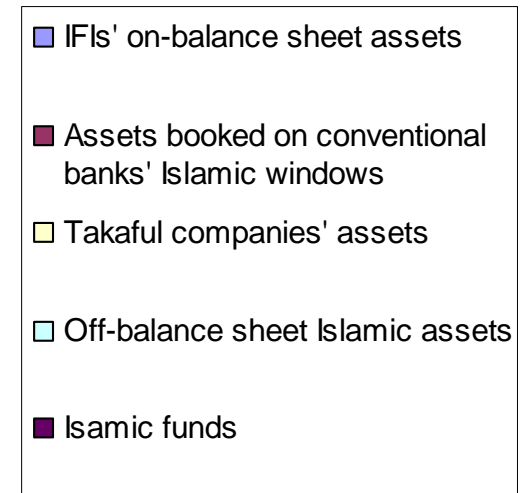 IFIs' on-balance sheet assets
Assets booked on conventional
banks' Islamic windows
Takaful companies' assets
Off-balance sheet Islamic assets
Isamic funds